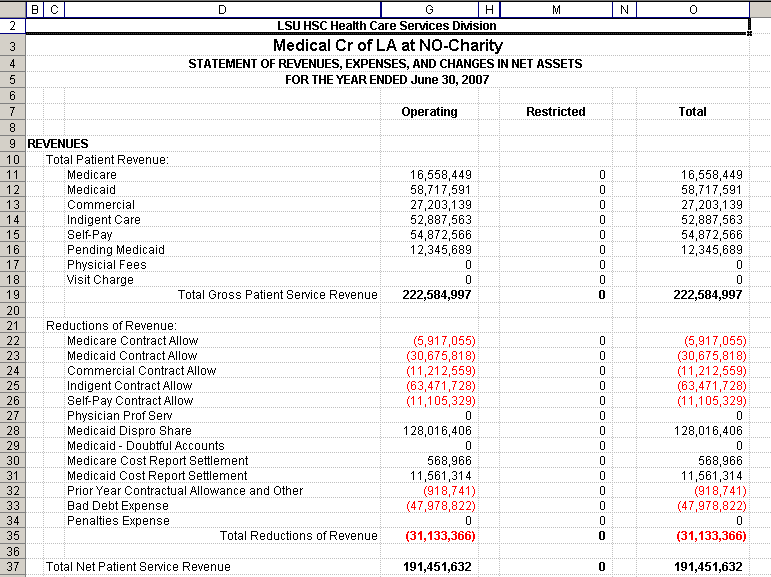 B C D G H M N O
2 LSU HSC Health Care Services Division
3 Medical Cr of LA at NO-Charity
4 STATEMENT OF REVENUES, EXPENSES, AND CHANGES IN NET ASSETS
5 FOR THE YEAR ENDED June 30, 2007
6
7 Operating Restricted Total
8
9 REVENUES
10 Total Patient Revenue:
11 Medicare 16,558,449 0 16,558,449
12 Medicaid 58,717,591 0 58,717,591
13 Commercial 27,203,139 0 27,203,139
14 Indigent Care 52,887,563 0 52,887,563
15 Self-Pay 54,872,566 0 54,872,566
16 Pending Medicaid 12,345,689 0 12,345,689
17 Physicial Fees 0 0 0
18 Visit Charge 0 0 0
19 Total Gross Patient Service Revenue 222,584,997 0 222,584,997
20
21 Reductions of Revenue:
22 Medicare Contract Allow (5,917,055) 0 (5,917,055)
23 Medicaid Contract Allow (30,675,818) 0 (30,675,818)
24 Commercial Contract Allow (11,212,559) 0 (11,212,559)
25 Indigent Contract Allow (63,471,728) 0 (63,471,728)
26 Self-Pay Contract Allow (11,105,329) 0 (11,105,329)
27 Physician Prof Serv 0 0 0
28 Medicaid Dispro Share 128,016,406 0 128,016,406
29 Medicaid - Doubtful Accounts 0 0 0
30 Medicare Cost Report Settlement 568,966 0 568,966
31 Medicaid Cost Report Settlement 11,561,314 0 11,561,314
32 Prior Year Contractual Allowance and Other (918,741) 0 (918,741)
33 Bad Debt Expense (47,978,822) 0 (47,978,822)
34 Penalties Expense 0 0 0
35 Total Reductions of Revenue (31,133,366) 0 (31,133,366)
36
37 Total Net Patient Service Revenue 191,451,632 0 191,451,632